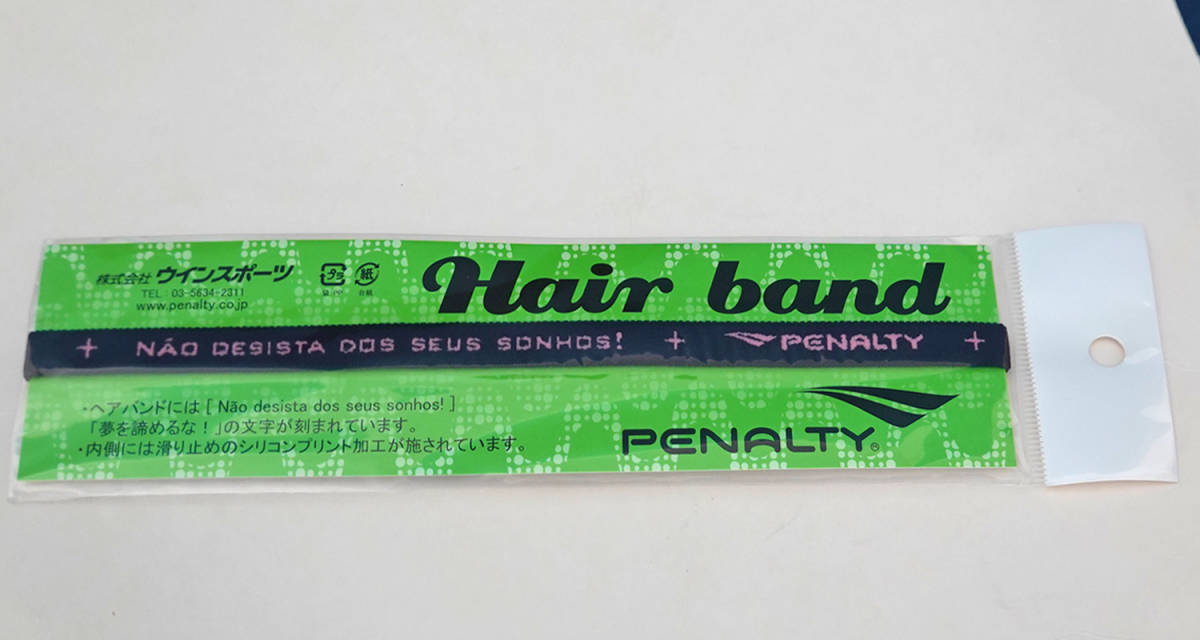 株式会社 ウインスポーツ
TEL : 03-5634-2311
www.penalty.co.jp
プラ
紙
Hair band
+ NÃO DESISTA DOS SEUS SONHOS! + PENALTY +
・ヘアバンドには [ Não desista dos seus sonhos! ]
「夢を諦めるな！」の文字が刻まれています。
・内側には滑り止めのシリコンプリント加工が施されています。
PENALTY®